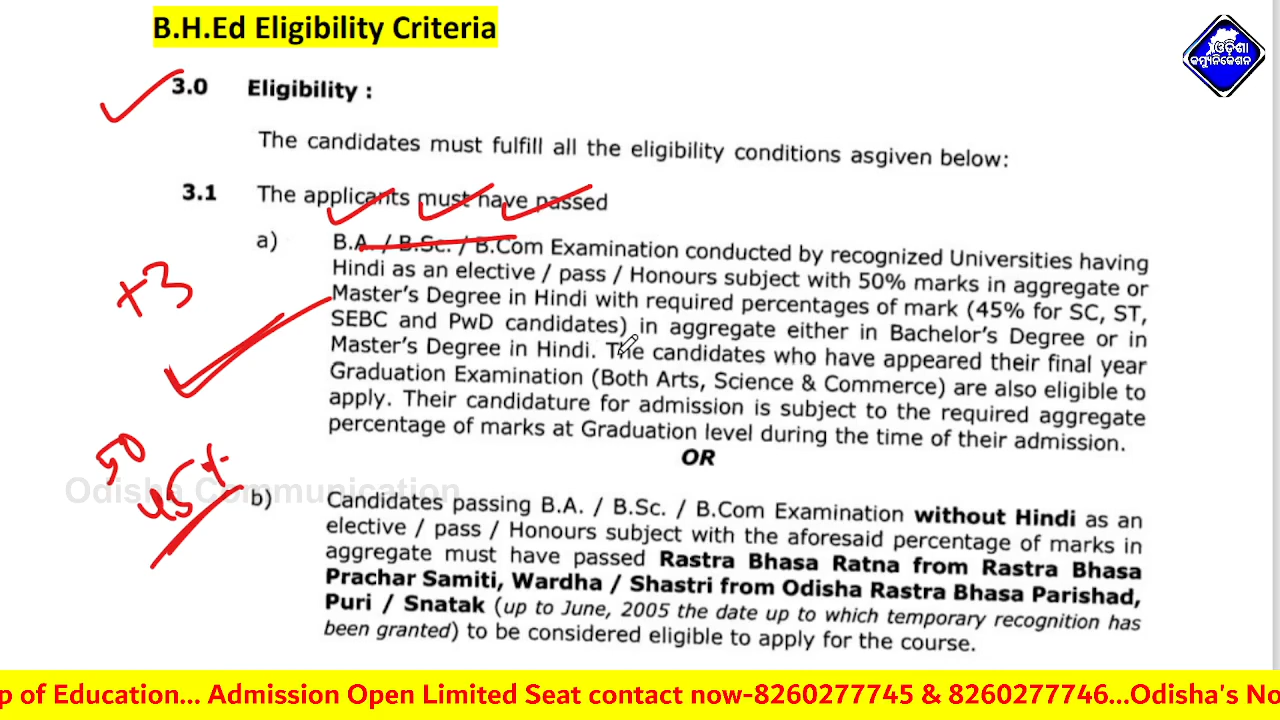 B.H.Ed Eligibility Criteria
ଓଡ଼ିଶା
କମ୍ୟୁନିକେଶନ
3.0 Eligibility :
The candidates must fulfill all the eligibility conditions asgiven below:
3.1 The applicants must have passed
a) B.A. / B.Sc. / B.Com Examination conducted by recognized Universities having
Hindi as an elective / pass / Honours subject with 50% marks in aggregate or
Master's Degree in Hindi with required percentages of mark (45% for SC, ST,
SEBC and PwD candidates) in aggregate either in Bachelor's Degree or in
Master's Degree in Hindi. The candidates who have appeared their final year
Graduation Examination (Both Arts, Science & Commerce) are also eligible to
apply. Their candidature for admission is subject to the required aggregate
percentage of marks at Graduation level during the time of their admission.
+3
OR
50
45%
Odisha Communication
b) Candidates passing B.A. / B.Sc. / B.Com Examination without Hindi as an
elective / pass / Honours subject with the aforesaid percentage of marks in
aggregate must have passed Rastra Bhasa Ratna from Rastra Bhasa
Prachar Samiti, Wardha / Shastri from Odisha Rastra Bhasa Parishad,
Puri / Snatak (up to June, 2005 the date up to which temporary recognition has
been granted) to be considered eligible to apply for the course.
p of Education... Admission Open Limited Seat contact now-8260277745 & 8260277746...Odisha's No